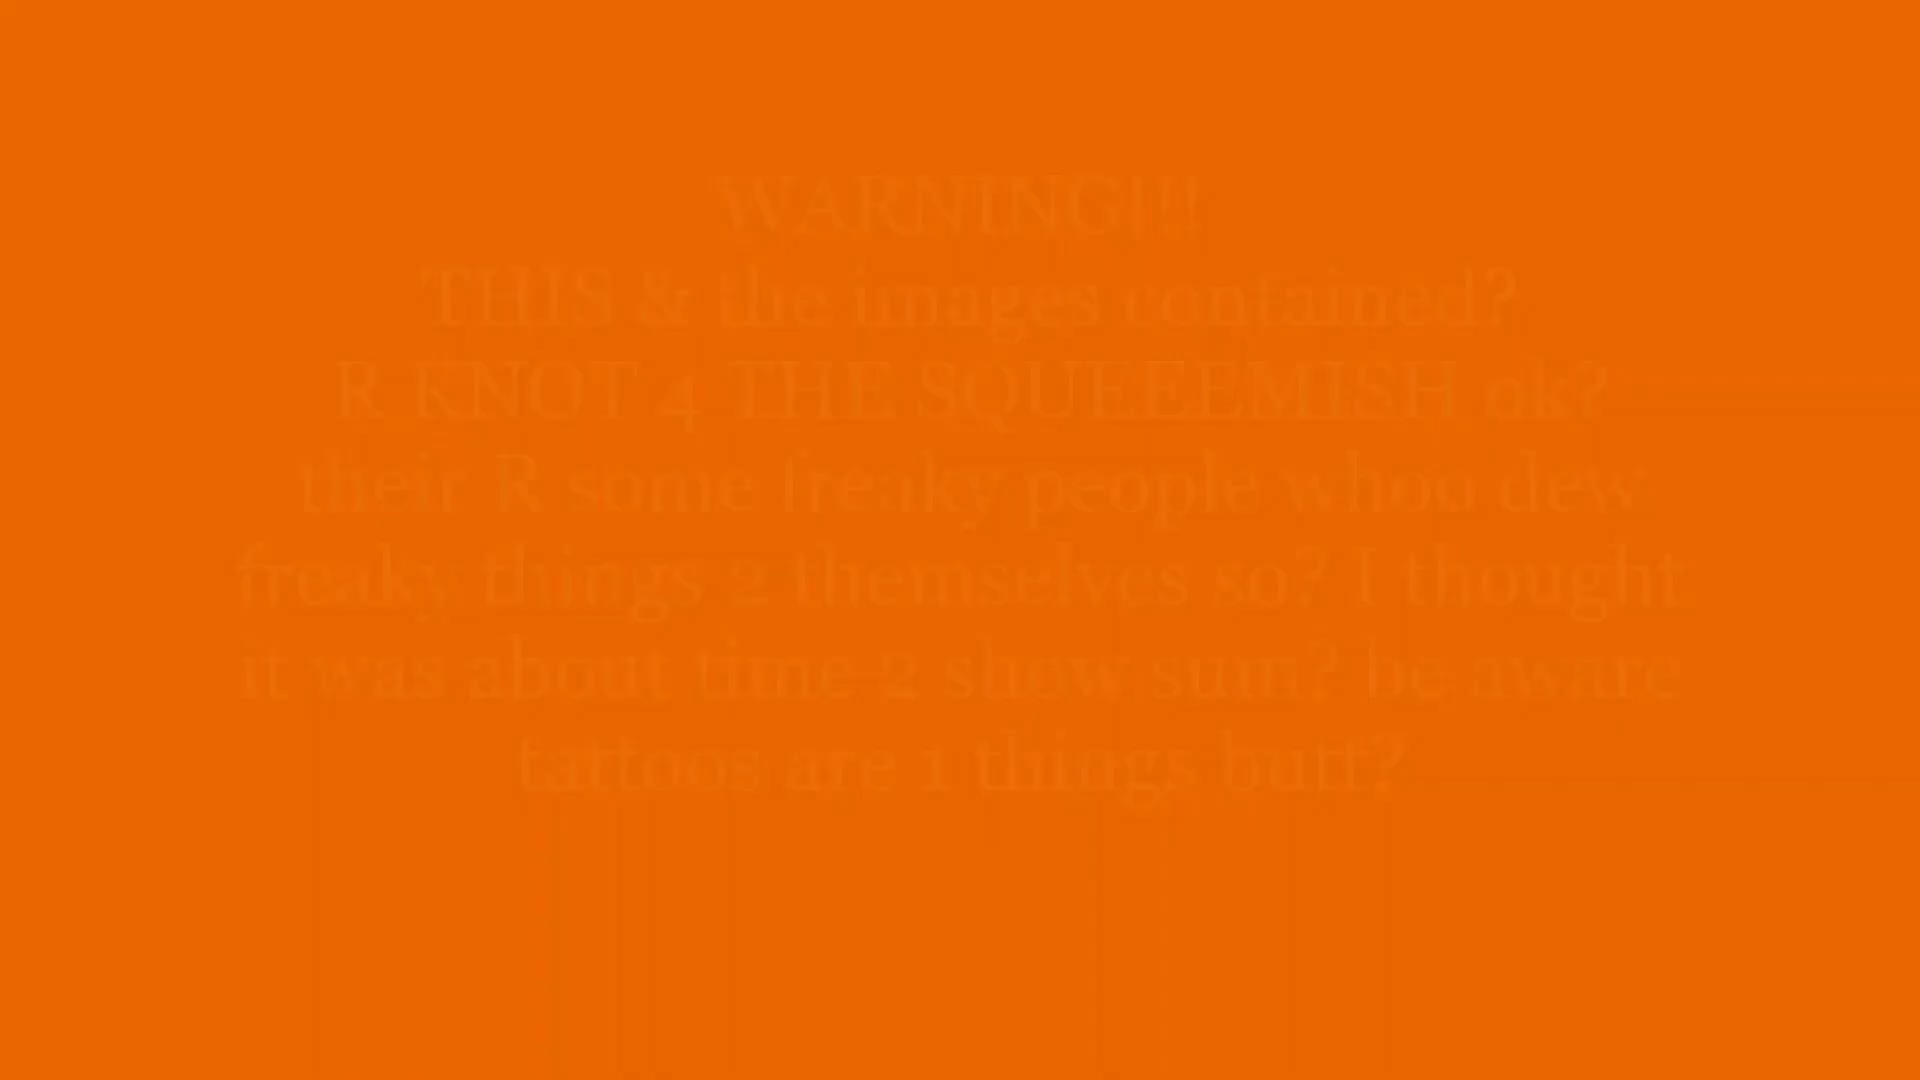 WARNING!!!
THIS & the images contained?
R KNOT 4 THE SQUEEEMISH ok?
their R some freaky people whoo dew
freaky things 2 themselves so? I thought
it was about time 2 show sum? be aware
tattoos are 1 things butt?